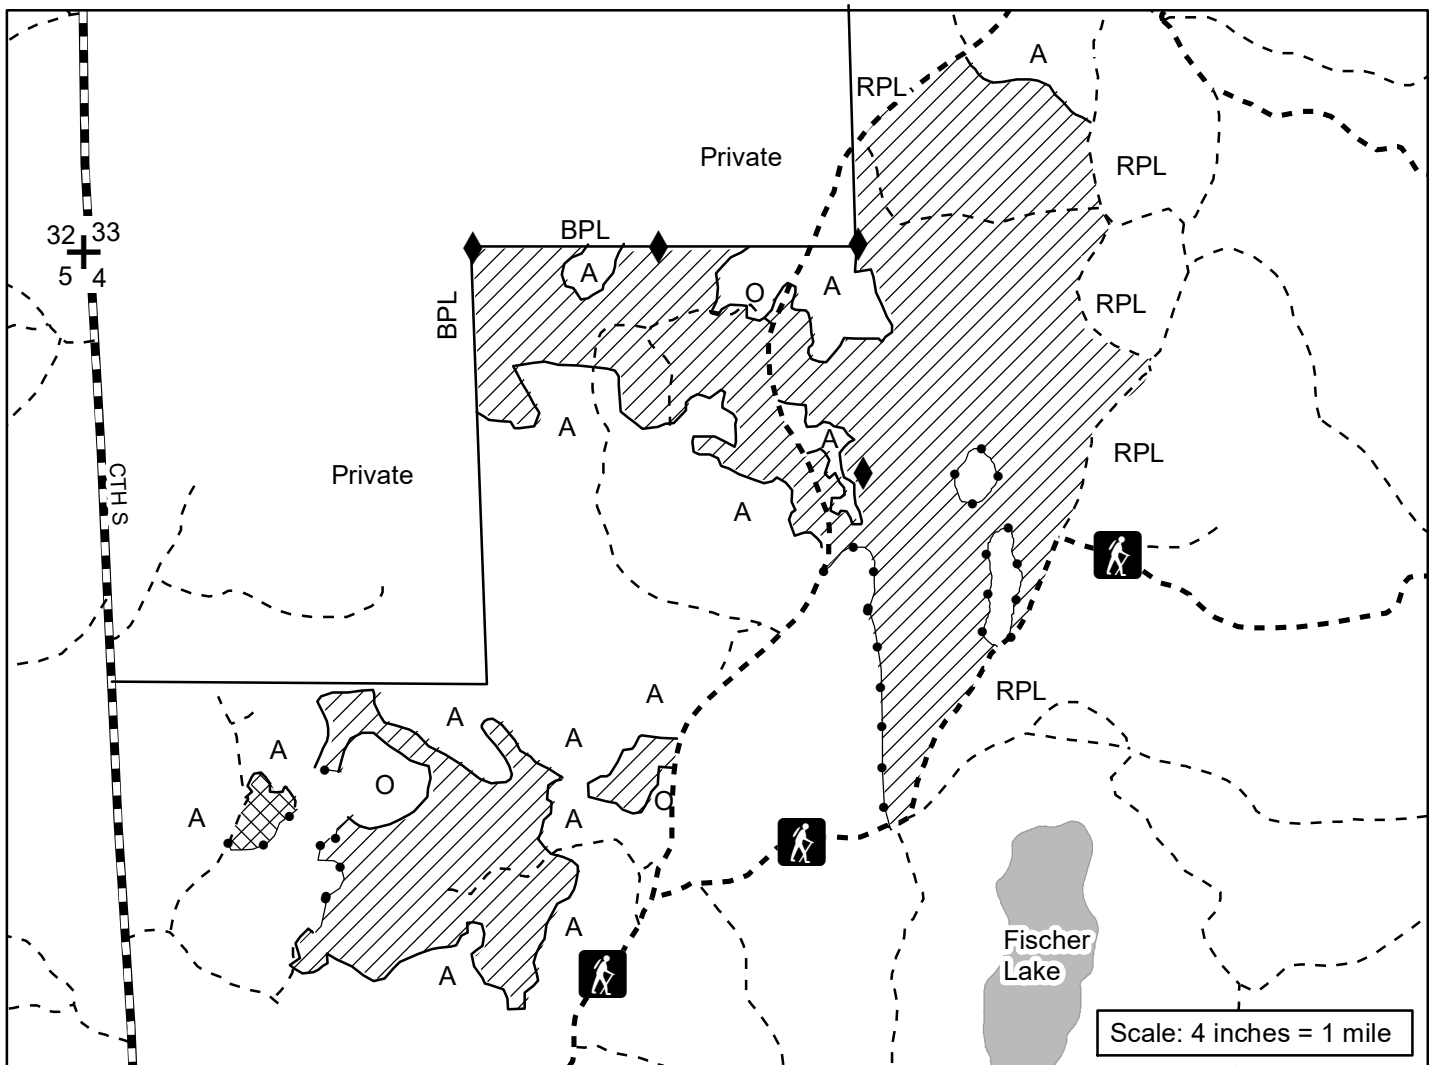 A
RPL
Private
RPL
32 33
5 4
BPL
A
O
A
RPL
BPL
A
A
RPL
Private
CTH S
A
RPL
A
A
A
A
O
O
A
A
A
Fischer
Lake
A
Scale: 4 inches = 1 mile